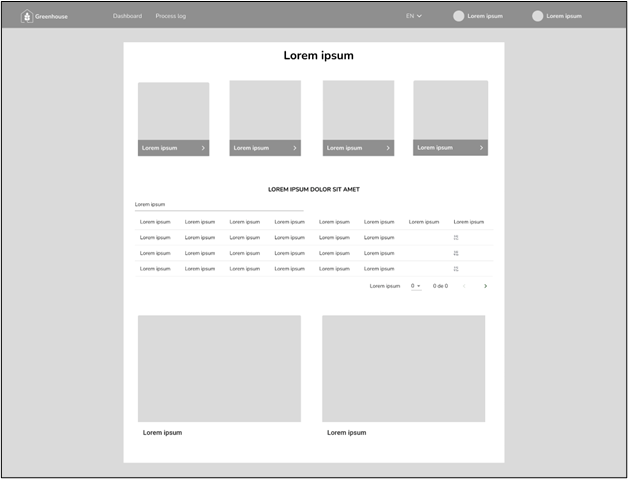 Greenhouse Dashboard Process log EN Lorem ipsum Lorem ipsum
Lorem ipsum
Lorem ipsum Lorem ipsum Lorem ipsum Lorem ipsum
LOREM IPSUM DOLOR SIT AMET
Lorem ipsum
Lorem ipsum Lorem ipsum Lorem ipsum Lorem ipsum Lorem ipsum Lorem ipsum Lorem ipsum Lorem ipsum
Lorem ipsum Lorem ipsum Lorem ipsum Lorem ipsum Lorem ipsum Lorem ipsum
Lorem ipsum Lorem ipsum Lorem ipsum Lorem ipsum Lorem ipsum Lorem ipsum
Lorem ipsum Lorem ipsum Lorem ipsum Lorem ipsum Lorem ipsum Lorem ipsum
Lorem ipsum 0 0 de 0
Lorem ipsum Lorem ipsum